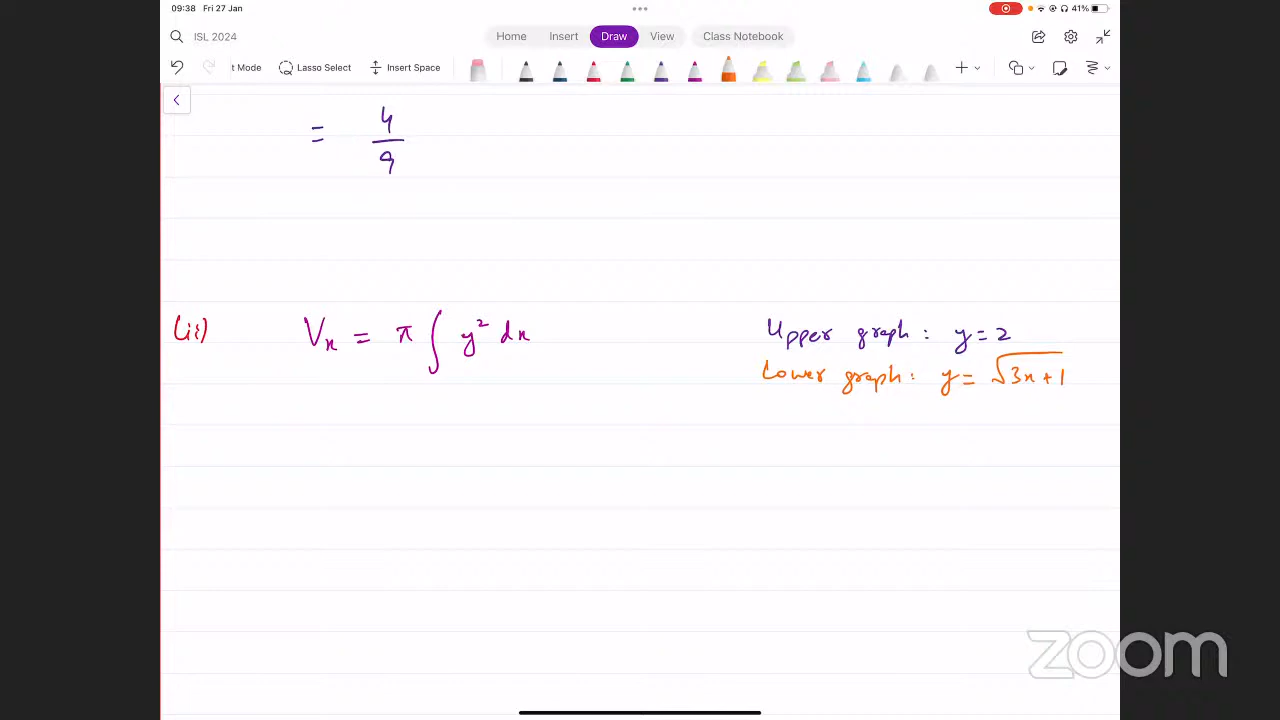 09:38 Fri 27 Jan
41%
ISL 2024
Home Insert Draw View Class Notebook
t Mode Lasso Select Insert Space
= 4/9
(ii) Vx = π∫ y² dx
Upper graph : y = 2
Lower graph : y = √3x+1
zoom